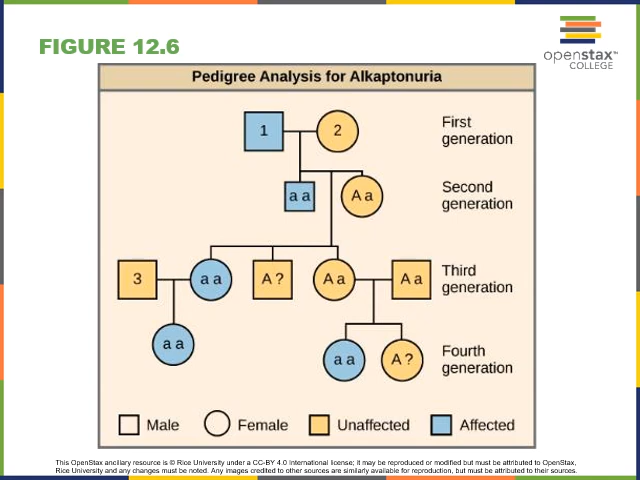 FIGURE 12.6
openstax™
COLLEGE
Pedigree Analysis for Alkaptonuria
1
2
First
generation
a a
A a
Second
generation
3
a a
A ?
A a
A a
Third
generation
a a
a a
A ?
Fourth
generation
Male
Female
Unaffected
Affected
This OpenStax ancillary resource is © Rice University under a CC-BY 4.0 International license; it may be reproduced or modified but must be attributed to OpenStax,
Rice University and any changes must be noted. Any images credited to other sources are similarly available for reproduction, but must be attributed to their sources.